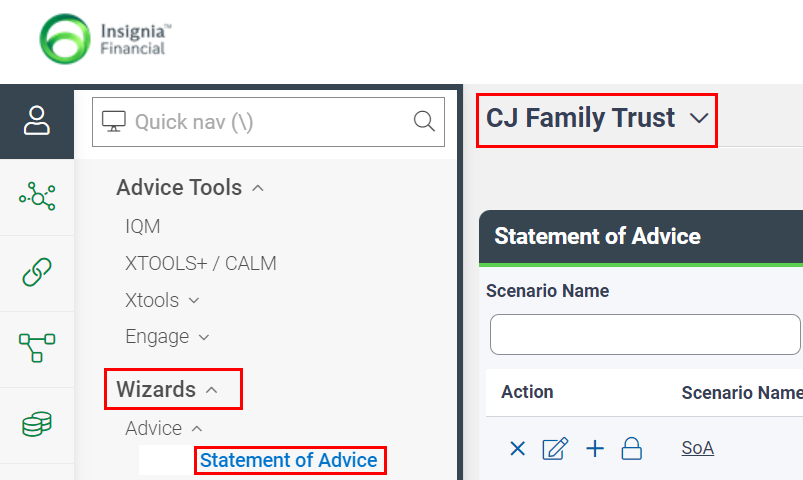 Insignia™
Financial
Quick nav (\)
CJ Family Trust
Advice Tools
IQM
XTOOLS+ / CALM
Xtools
Engage
Wizards
Advice
Statement of Advice
Statement of Advice
Scenario Name
Action
Scenario Name
SoA